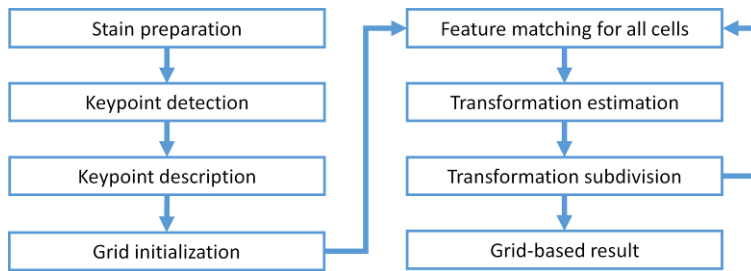 Stain preparation
Keypoint detection
Keypoint description
Grid initialization
Feature matching for all cells
Transformation estimation
Transformation subdivision
Grid-based result